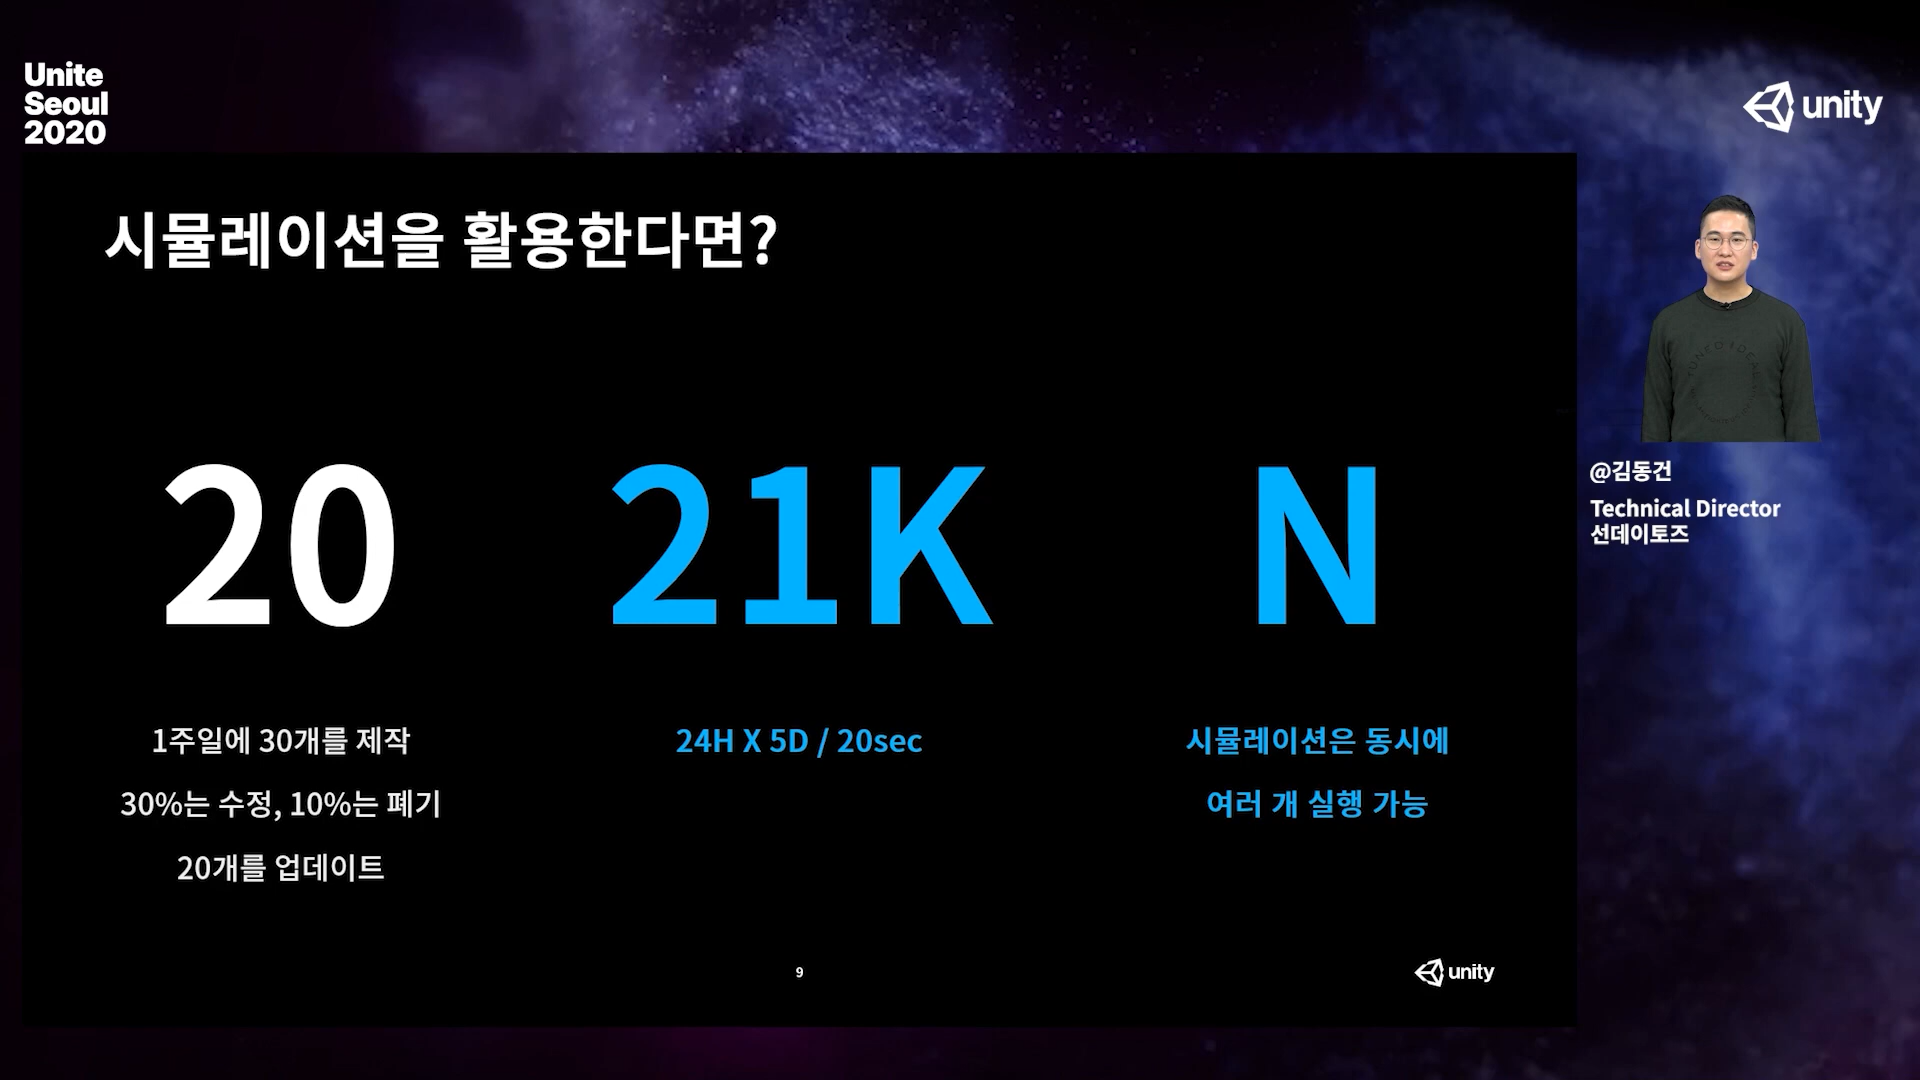 Unite
Seoul
2020
unity
시뮬레이션을 활용한다면?
20
21K
N
1주일에 30개를 제작
30%는 수정, 10%는 폐기
20개를 업데이트
24H X 5D / 20sec
시뮬레이션은 동시에
여러 개 실행 가능
9
unity
@김동건
Technical Director
선데이토즈